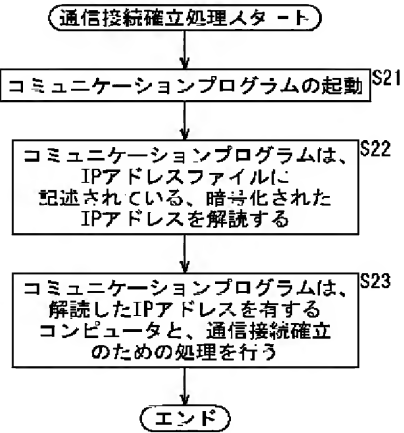 通信接続確立処理スタート
コミュニケーションプログラムの起動
S21
コミュニケーションプログラムは、
S22
IPアドレスファイルに
記述されている、暗号化された
IPアドレスを解読する
コミュニケーションプログラムは、
S23
解読したIPアドレスを有する
コンピュータと、通信接続確立
のための処理を行う
エンド